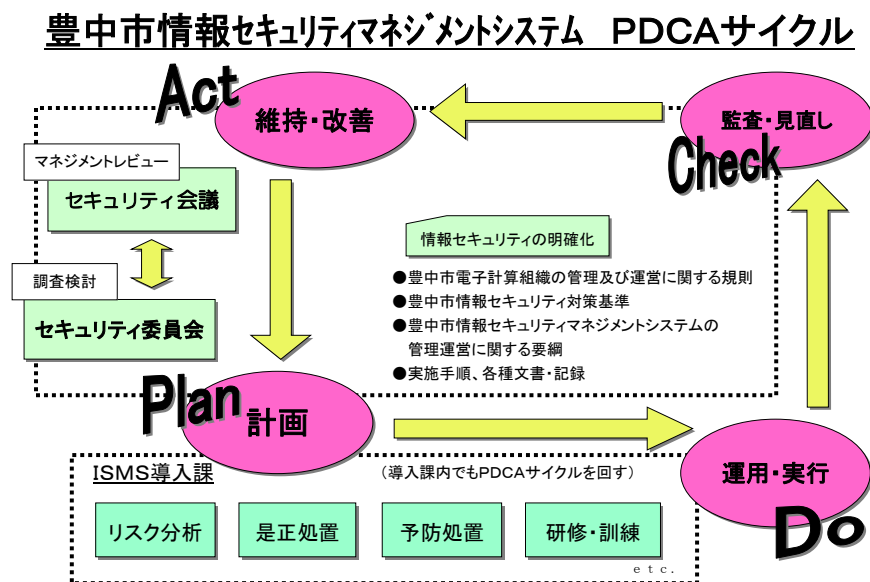 豊中市情報セキュリティマネジメントシステム　ＰＤＣＡサイクル
Act
維持・改善
監査・見直し
Check
マネジメントレビュー
セキュリティ会議
調査検討
セキュリティ委員会
情報セキュリティの明確化
●豊中市電子計算組織の管理及び運営に関する規則
●豊中市情報セキュリティ対策基準
●豊中市情報セキュリティマネジメントシステムの
管理運営に関する要綱
●実施手順、各種文書・記録
Plan
計画
運用・実行
Do
ＩＳＭＳ導入課
（導入課内でもPDCAサイクルを回す）
リスク分析
是正処置
予防処置
研修・訓練
ｅｔｃ．